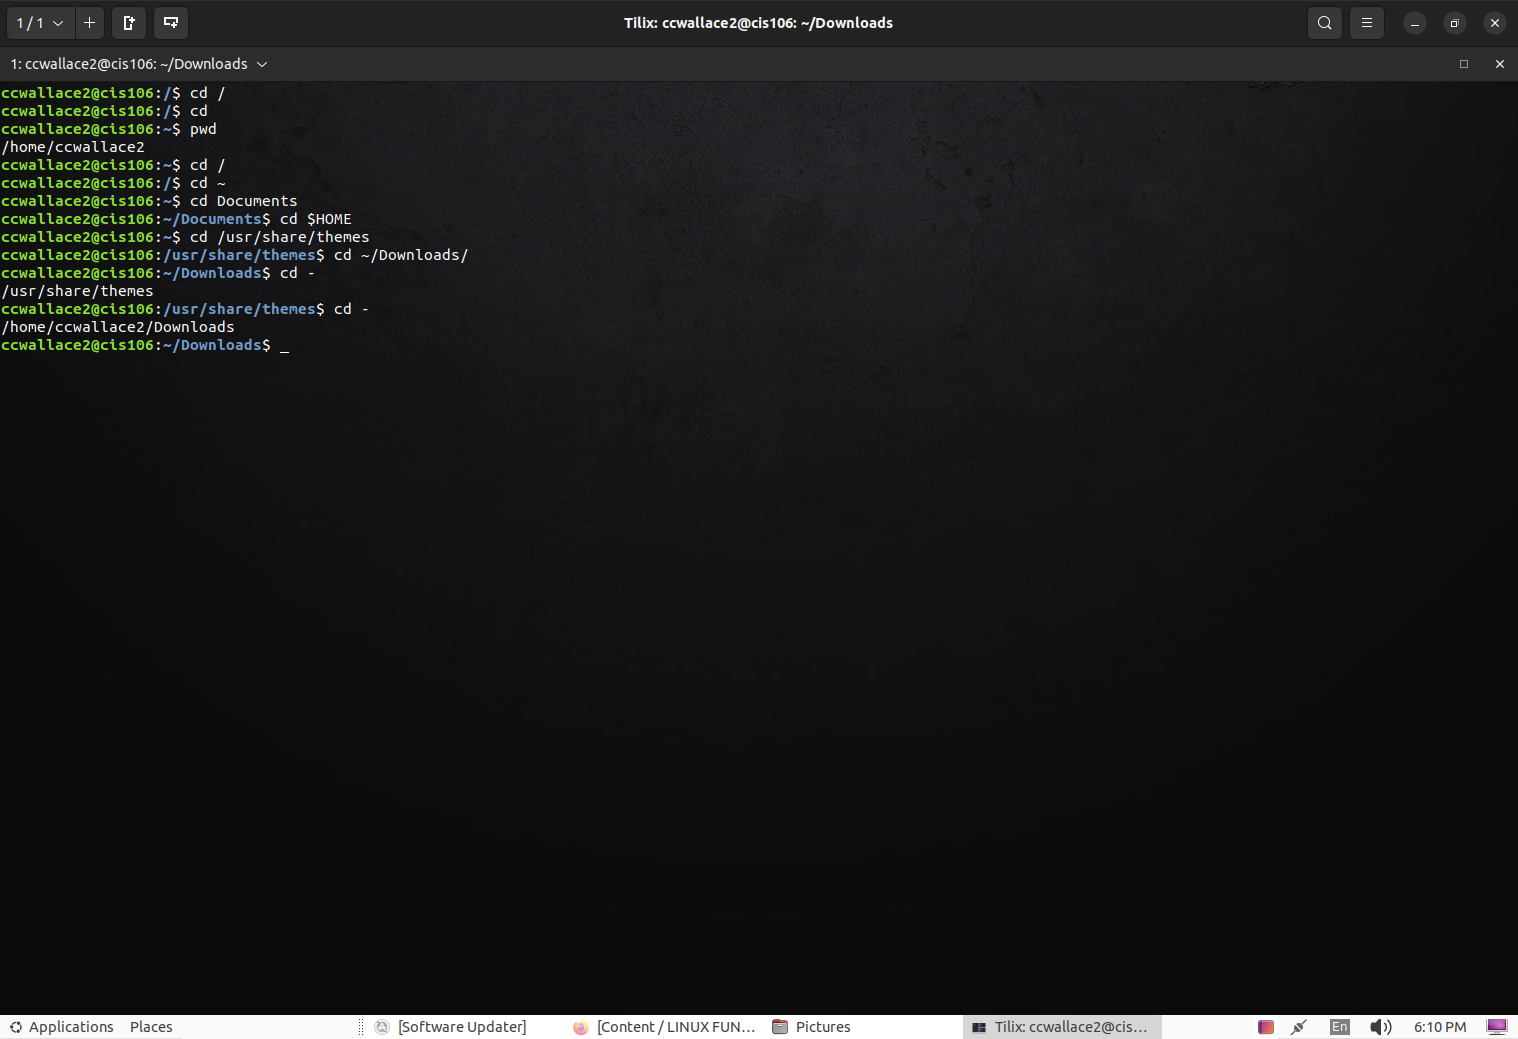 1 / 1
Tilix: ccwallace2@cis106: ~/Downloads
1: ccwallace2@cis106: ~/Downloads
ccwallace2@cis106:/$ cd /
ccwallace2@cis106:/$ cd
ccwallace2@cis106:~$ pwd
/home/ccwallace2
ccwallace2@cis106:~$ cd /
ccwallace2@cis106:/$ cd ~
ccwallace2@cis106:~$ cd Documents
ccwallace2@cis106:~/Documents$ cd $HOME
ccwallace2@cis106:~$ cd /usr/share/themes
ccwallace2@cis106:/usr/share/themes$ cd ~/Downloads/
ccwallace2@cis106:~/Downloads$ cd -
/usr/share/themes
ccwallace2@cis106:/usr/share/themes$ cd -
/home/ccwallace2/Downloads
ccwallace2@cis106:~/Downloads$ _
Applications Places [Software Updater] [Content / LINUX FUN... Pictures Tilix: ccwallace2@cis... En 6:10 PM